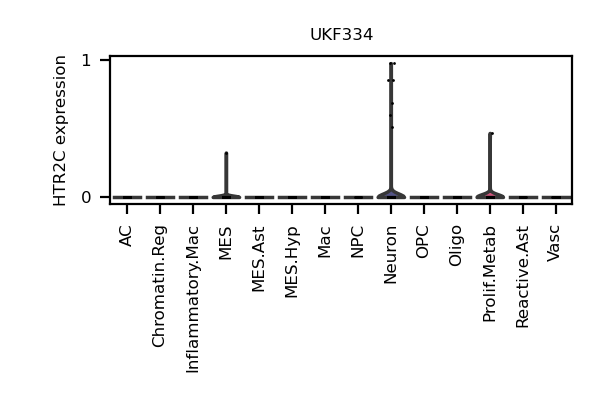 UKF334
HTR2C expression
1
0
AC
Chromatin.Reg
Inflammatory.Mac
MES
MES.Ast
MES.Hyp
Mac
NPC
Neuron
OPC
Oligo
Prolif.Metab
Reactive.Ast
Vasc